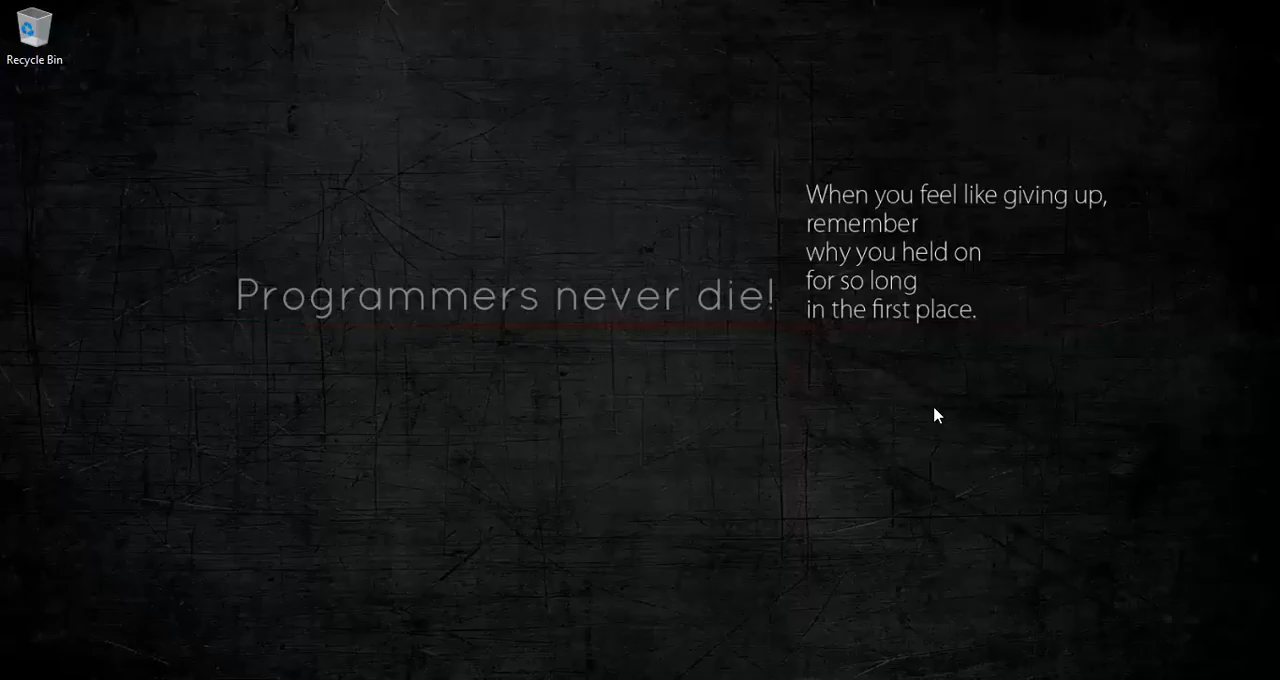 Recycle Bin
Programmers never die!
When you feel like giving up,
remember
why you held on
for so long
in the first place.